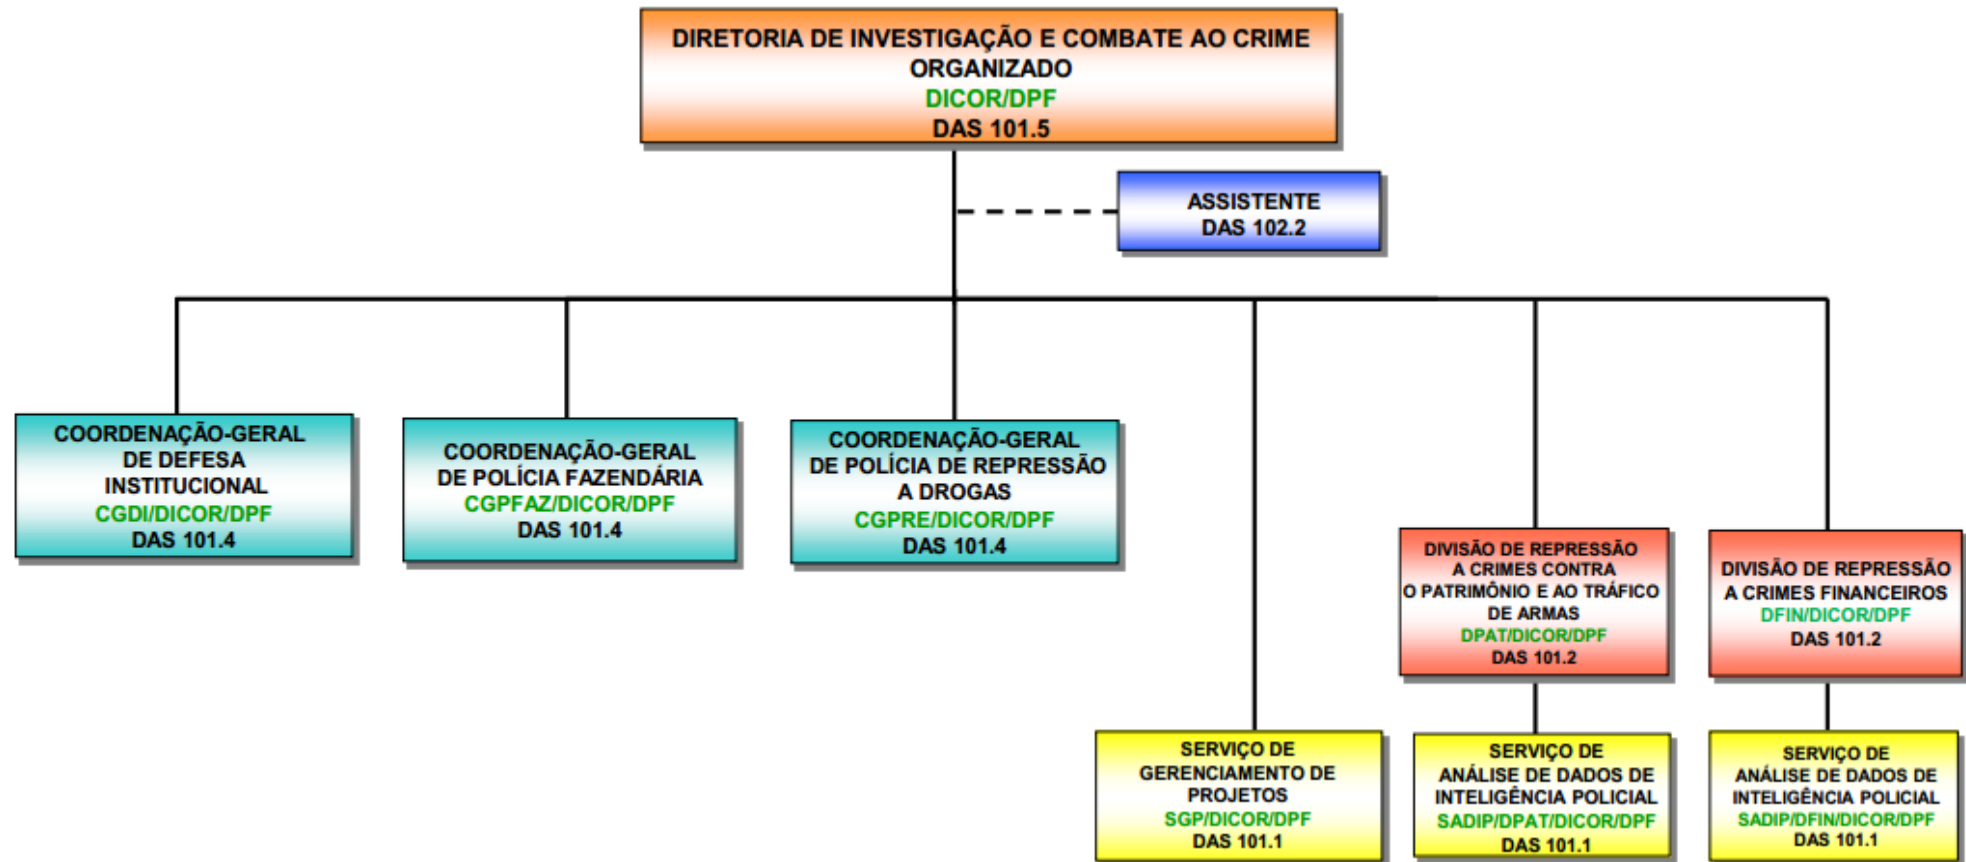 DIRETORIA DE INVESTIGAÇÃO E COMBATE AO CRIME
ORGANIZADO
DICOR/DPF
DAS 101.5
ASSISTENTE
DAS 102.2
COORDENAÇÃO-GERAL
DE DEFESA
INSTITUCIONAL
CGDI/DICOR/DPF
DAS 101.4
COORDENAÇÃO-GERAL
DE POLÍCIA FAZENDÁRIA
CGPFAZ/DICOR/DPF
DAS 101.4
COORDENAÇÃO-GERAL
DE POLÍCIA DE REPRESSÃO
A DROGAS
CGPRE/DICOR/DPF
DAS 101.4
DIVISÃO DE REPRESSÃO
A CRIMES CONTRA
O PATRIMÔNIO E AO TRÁFICO
DE ARMAS
DPAT/DICOR/DPF
DAS 101.2
DIVISÃO DE REPRESSÃO
A CRIMES FINANCEIROS
DFIN/DICOR/DPF
DAS 101.2
SERVIÇO DE
GERENCIAMENTO DE
PROJETOS
SGP/DICOR/DPF
DAS 101.1
SERVIÇO DE
ANÁLISE DE DADOS DE
INTELIGÊNCIA POLICIAL
SADIP/DPAT/DICOR/DPF
DAS 101.1
SERVIÇO DE
ANÁLISE DE DADOS DE
INTELIGÊNCIA POLICIAL
SADIP/DFIN/DICOR/DPF
DAS 101.1